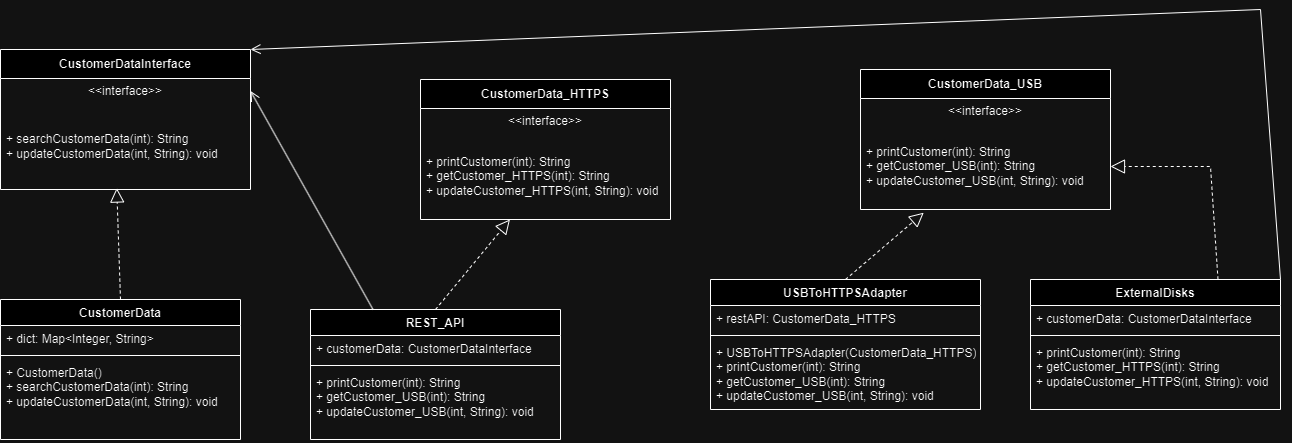 CustomerDataInterface
<<interface>>
+ searchCustomerData(int): String
+ updateCustomerData(int, String): void
CustomerData_HTTPS
<<interface>>
+ printCustomer(int): String
+ getCustomer_HTTPS(int): String
+ updateCustomer_HTTPS(int, String): void
CustomerData_USB
<<interface>>
+ printCustomer(int): String
+ getCustomer_USB(int): String
+ updateCustomer_USB(int, String): void
CustomerData
+ dict: Map<Integer, String>
+ CustomerData()
+ searchCustomerData(int): String
+ updateCustomerData(int, String): void
REST_API
+ customerData: CustomerDataInterface
+ printCustomer(int): String
+ getCustomer_USB(int): String
+ updateCustomer_USB(int, String): void
USBToHTTPSAdapter
+ restAPI: CustomerData_HTTPS
+ USBToHTTPSAdapter(CustomerData_HTTPS)
+ printCustomer(int): String
+ getCustomer_USB(int): String
+ updateCustomer_USB(int, String): void
ExternalDisks
+ customerData: CustomerDataInterface
+ printCustomer(int): String
+ getCustomer_HTTPS(int): String
+ updateCustomer_HTTPS(int, String): void